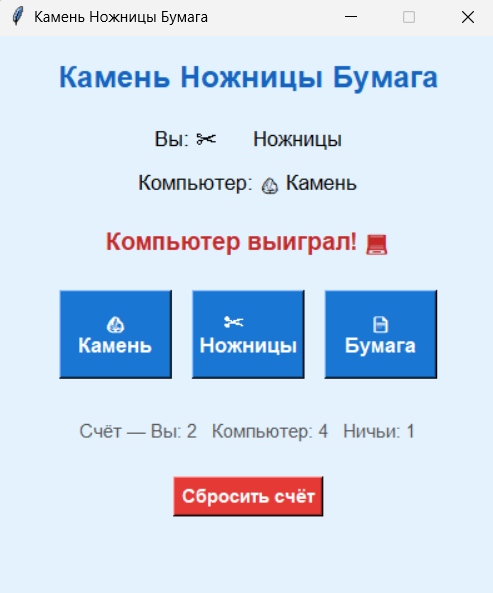 Камень Ножницы Бумага
Камень Ножницы Бумага
Вы: ✂ Ножницы
Компьютер: 🪨 Камень
Компьютер выиграл! 💻
🪨 Камень
✂ Ножницы
📄 Бумага
Счёт — Вы: 2 Компьютер: 4 Ничьи: 1
Сбросить счёт